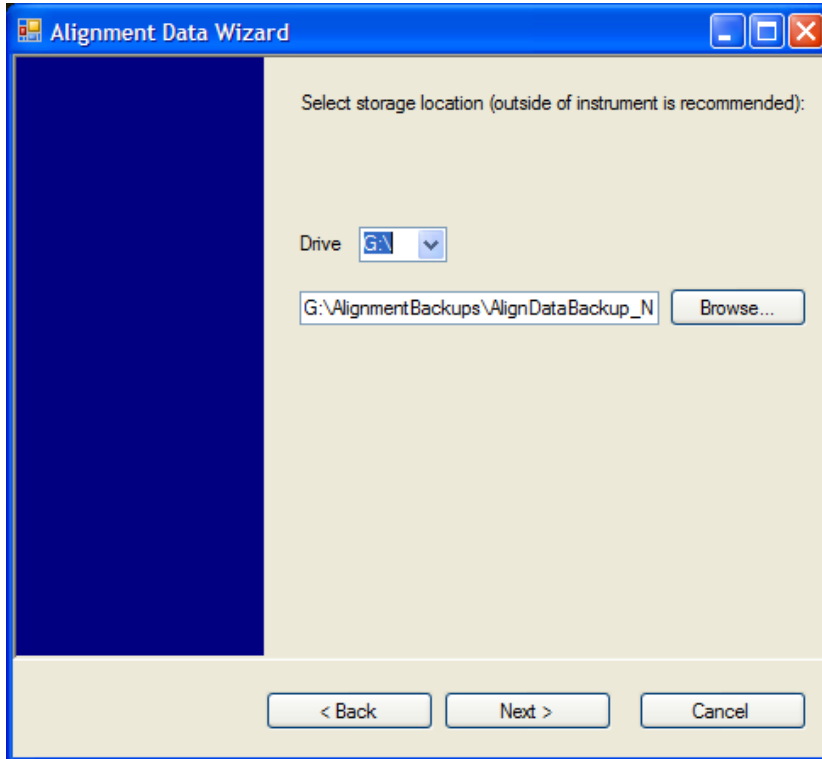 Alignment Data Wizard
Select storage location (outside of instrument is recommended):
Drive G:\
G:\AlignmentBackups\AlignDataBackup_N Browse...
< Back Next > Cancel